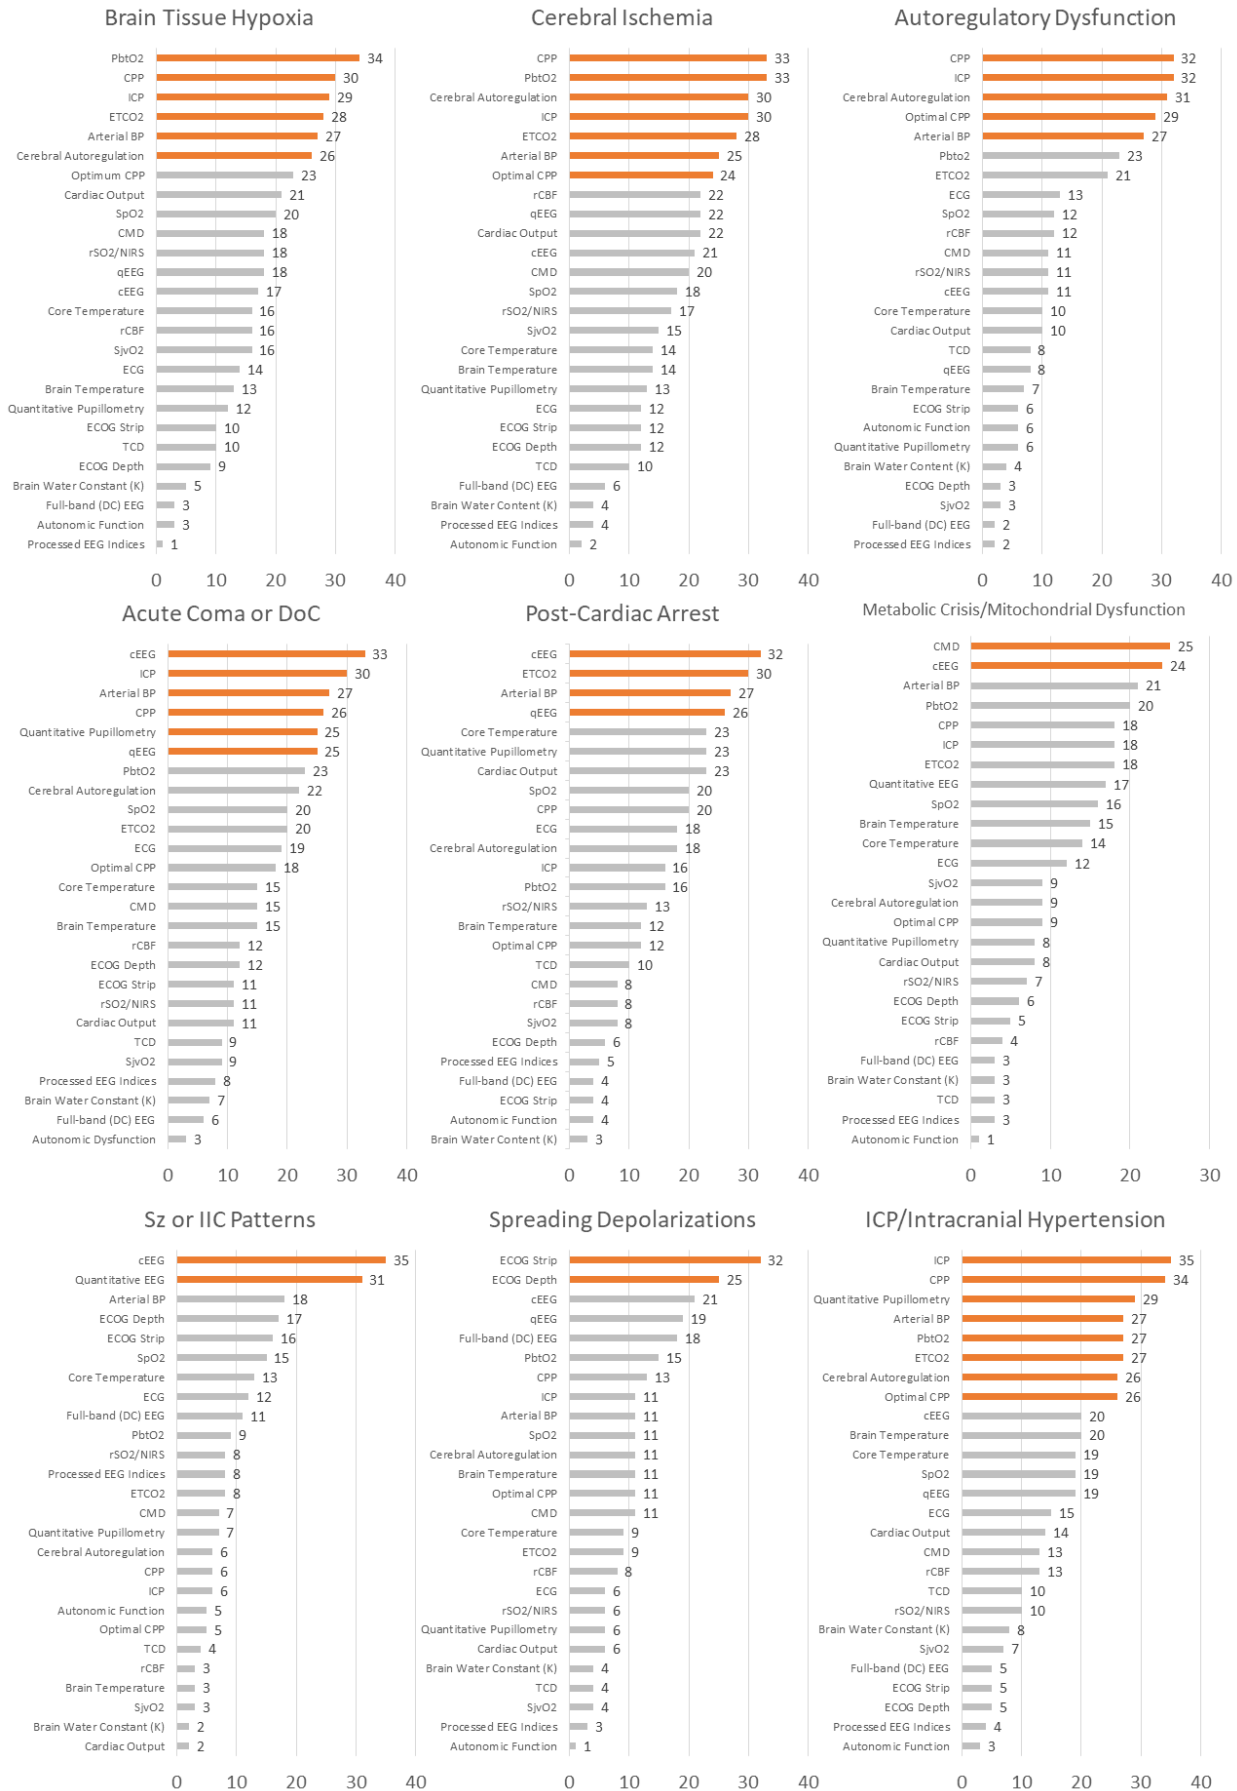 Brain Tissue Hypoxia
PbtO2 34
CPP 30
ICP 29
ETCO2 28
Arterial BP 27
Cerebral Autoregulation 26
Optimum CPP 23
Cardiac Output 21
SpO2 20
CMD 18
rSO2/NIRS 18
qEEG 18
cEEG 17
Core Temperature 16
rCBF 16
SjvO2 16
ECG 14
Brain Temperature 13
Quantitative Pupillometry 12
ECOG Strip 10
TCD 10
ECOG Depth 9
Brain Water Constant (K) 5
Full-band (DC) EEG 3
Autonomic Function 3
Processed EEG Indices 1
0 10 20 30 40
Cerebral Ischemia
CPP 33
PbtO2 33
Cerebral Autoregulation 30
ICP 30
ETCO2 28
Arterial BP 25
Optimal CPP 24
rCBF 22
qEEG 22
Cardiac Output 22
cEEG 21
CMD 20
SpO2 18
rSO2/NIRS 17
SjvO2 15
Core Temperature 14
Brain Temperature 14
Quantitative Pupillometry 13
ECG 12
ECOG Strip 12
ECOG Depth 12
TCD 10
Full-band (DC) EEG 6
Brain Water Content (K) 4
Processed EEG Indices 4
Autonomic Function 2
0 10 20 30 40
Autoregulatory Dysfunction
CPP 32
ICP 32
Cerebral Autoregulation 31
Optimal CPP 29
Arterial BP 27
Pbto2 23
ETCO2 21
ECG 13
SpO2 12
rCBF 12
CMD 11
rSO2/NIRS 11
cEEG 11
Core Temperature 10
Cardiac Output 10
TCD 8
qEEG 8
Brain Temperature 7
ECOG Strip 6
Autonomic Function 6
Quantitative Pupillometry 6
Brain Water Content (K) 4
ECOG Depth 3
SjvO2 3
Full-band (DC) EEG 2
Processed EEG Indices 2
0 10 20 30 40
Acute Coma or DoC
cEEG 33
ICP 30
Arterial BP 27
CPP 26
Quantitative Pupillometry 25
qEEG 25
PbtO2 23
Cerebral Autoregulation 22
SpO2 20
ETCO2 20
ECG 19
Optimal CPP 18
Core Temperature 15
CMD 15
Brain Temperature 15
rCBF 12
ECOG Depth 12
ECOG Strip 11
rSO2/NIRS 11
Cardiac Output 11
TCD 9
SjvO2 9
Processed EEG Indices 8
Brain Water Constant (K) 7
Full-band (DC) EEG 6
Autonomic Dysfunction 3
0 10 20 30 40
Post-Cardiac Arrest
cEEG 32
ETCO2 30
Arterial BP 27
qEEG 26
Core Temperature 23
Quantitative Pupillometry 23
Cardiac Output 23
SpO2 20
CPP 20
ECG 18
Cerebral Autoregulation 18
ICP 16
PbtO2 16
rSO2/NIRS 13
Brain Temperature 12
Optimal CPP 12
TCD 10
CMD 8
rCBF 8
SjvO2 8
ECOG Depth 6
Processed EEG Indices 5
Full-band (DC) EEG 4
ECOG Strip 4
Autonomic Function 4
Brain Water Content (K) 3
0 10 20 30 40
Metabolic Crisis/Mitochondrial Dysfunction
CMD 25
cEEG 24
Arterial BP 21
PbtO2 20
CPP 18
ICP 18
ETCO2 18
Quantitative EEG 17
SpO2 16
Brain Temperature 15
Core Temperature 14
ECG 12
SjvO2 9
Cerebral Autoregulation 9
Optimal CPP 9
Quantitative Pupillometry 8
Cardiac Output 8
rSO2/NIRS 7
ECOG Depth 6
ECOG Strip 5
rCBF 4
Full-band (DC) EEG 3
Brain Water Constant (K) 3
TCD 3
Processed EEG Indices 3
Autonomic Function 1
0 10 20 30
Sz or IIC Patterns
cEEG 35
Quantitative EEG 31
Arterial BP 18
ECOG Depth 17
ECOG Strip 16
SpO2 15
Core Temperature 13
ECG 12
Full-band (DC) EEG 11
PbtO2 9
rSO2/NIRS 8
Processed EEG Indices 8
ETCO2 8
CMD 7
Quantitative Pupillometry 7
Cerebral Autoregulation 6
CPP 6
ICP 6
Autonomic Function 5
Optimal CPP 5
TCD 4
rCBF 3
Brain Temperature 3
SjvO2 3
Brain Water Constant (K) 2
Cardiac Output 2
0 10 20 30 40
Spreading Depolarizations
ECOG Strip 32
ECOG Depth 25
cEEG 21
qEEG 19
Full-band (DC) EEG 18
PbtO2 15
CPP 13
ICP 11
Arterial BP 11
SpO2 11
Cerebral Autoregulation 11
Brain Temperature 11
Optimal CPP 11
CMD 11
Core Temperature 9
ETCO2 9
rCBF 8
ECG 6
rSO2/NIRS 6
Quantitative Pupillometry 6
Cardiac Output 6
Brain Water Constant (K) 4
TCD 4
SjvO2 4
Processed EEG Indices 3
Autonomic Function 1
0 10 20 30 40
ICP/Intracranial Hypertension
ICP 35
CPP 34
Quantitative Pupillometry 29
Arterial BP 27
PbtO2 27
ETCO2 27
Cerebral Autoregulation 26
Optimal CPP 26
cEEG 20
Brain Temperature 20
Core Temperature 19
SpO2 19
qEEG 19
ECG 15
Cardiac Output 14
CMD 13
rCBF 13
TCD 10
rSO2/NIRS 10
Brain Water Constant (K) 8
SjvO2 7
Full-band (DC) EEG 5
ECOG Strip 5
ECOG Depth 5
Processed EEG Indices 4
Autonomic Function 3
0 10 20 30 40